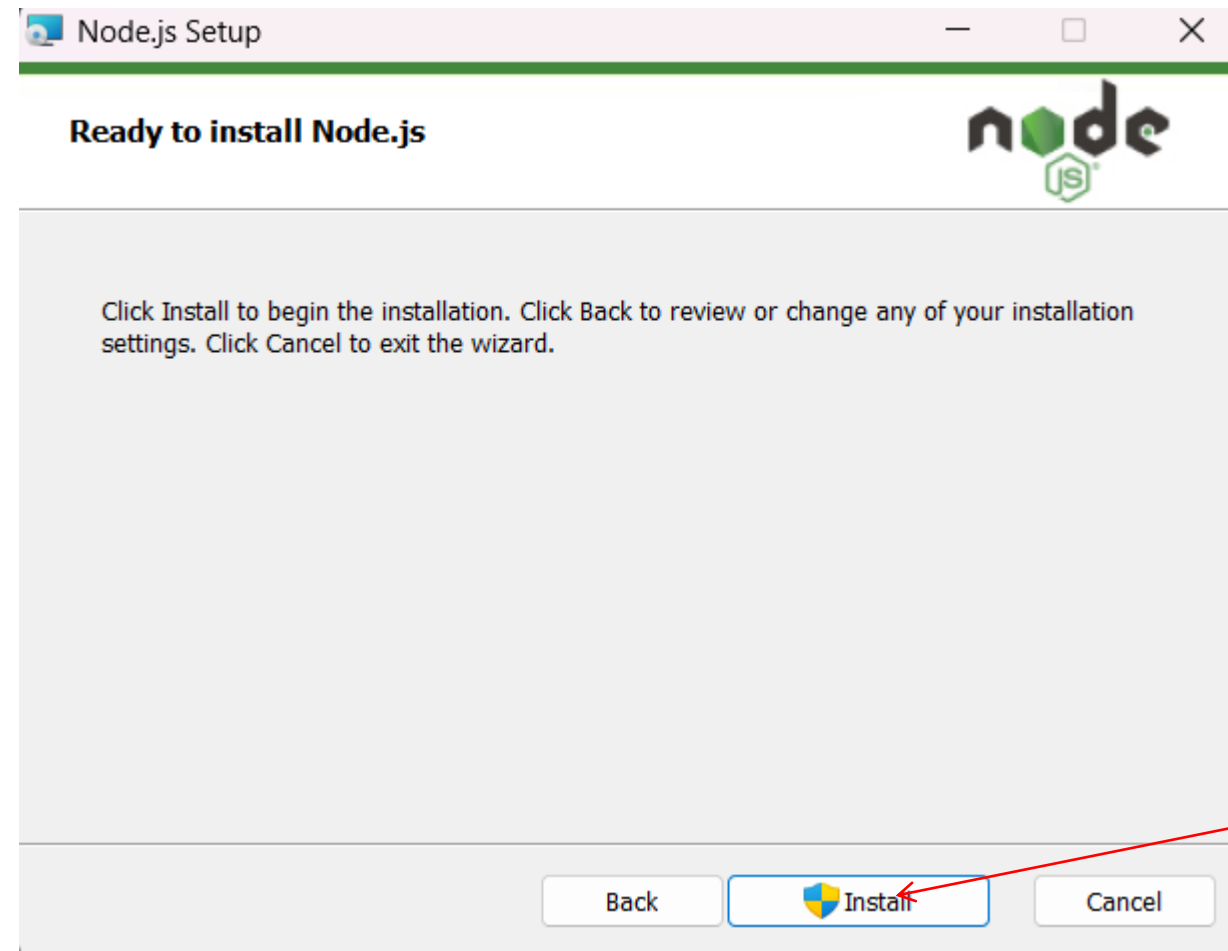 Node.js Setup
Ready to install Node.js
node
JS
Click Install to begin the installation. Click Back to review or change any of your installation
settings. Click Cancel to exit the wizard.
Back
Install
Cancel